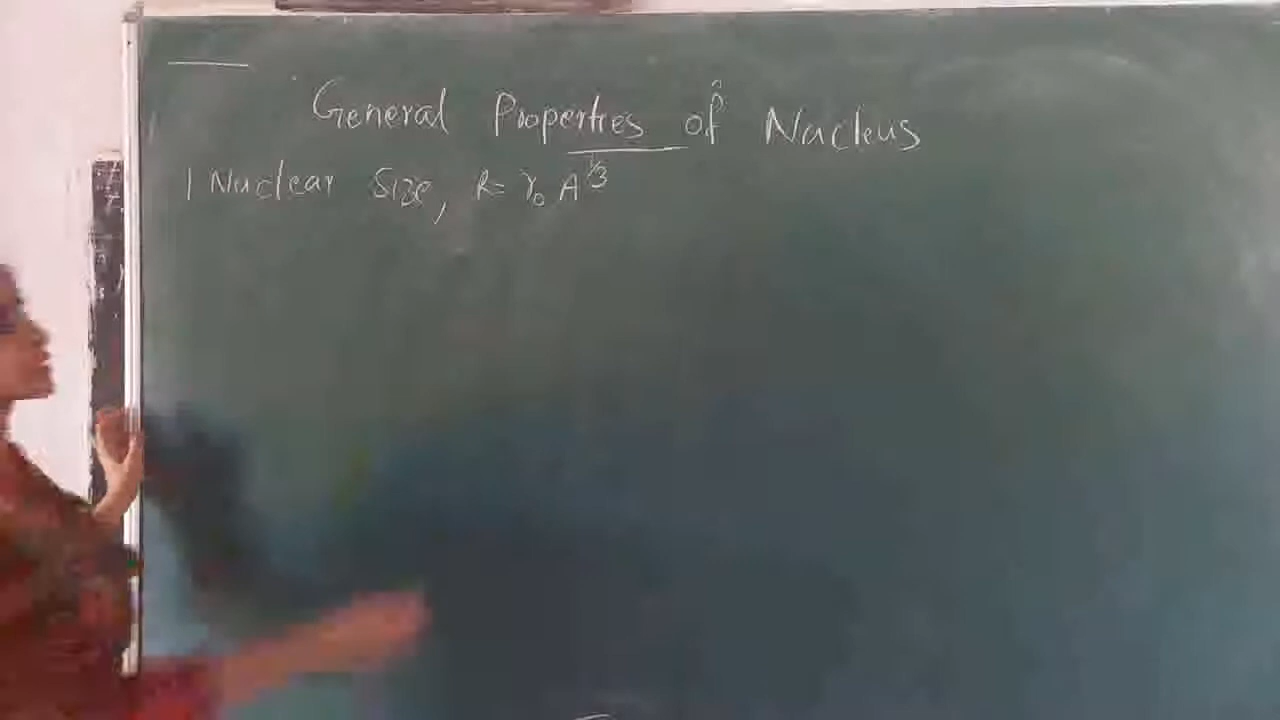 General Properties of Nucleus
1 Nuclear Size, R = r₀ A^1/3